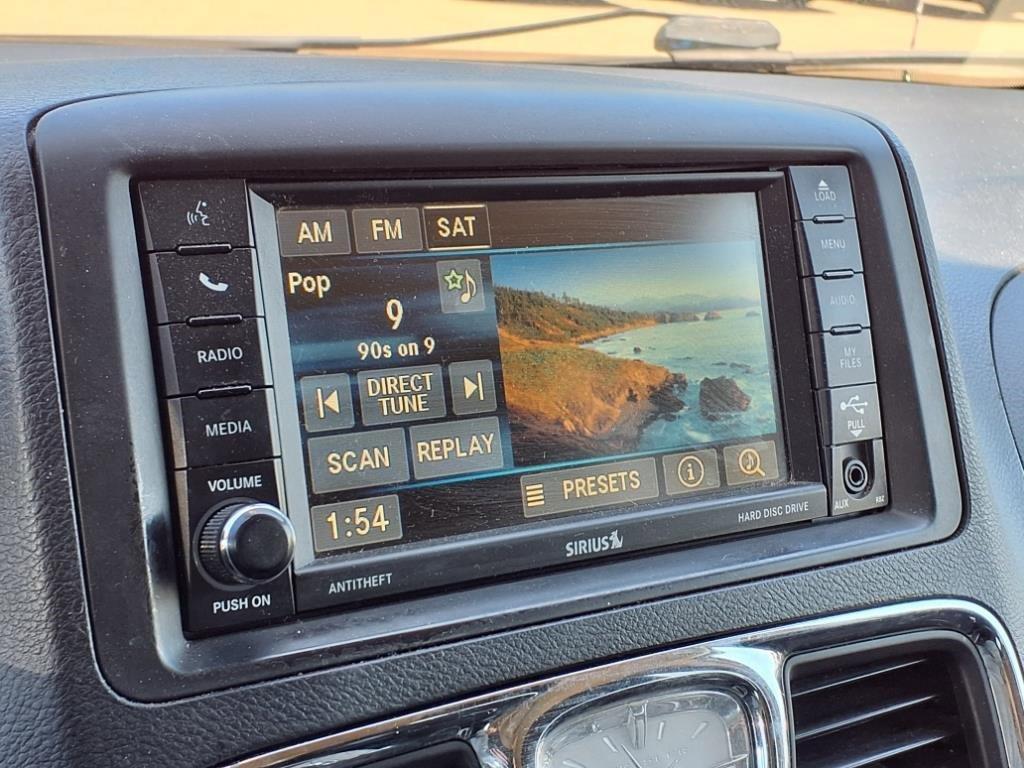 AM FM SAT
Pop
9
90s on 9
DIRECT
TUNE
SCAN REPLAY
1:54
PRESETS
RADIO
MEDIA
VOLUME
PUSH ON
ANTITHEFT
SIRIUS
HARD DISC DRIVE
LOAD
MENU
AUDIO
MY
FILES
PULL
AUX RBZ